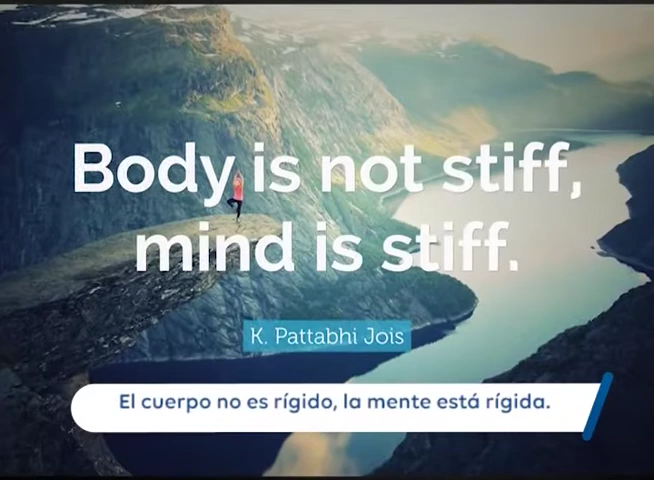 Body is not stiff,
mind is stiff.
K. Pattabhi Jois
El cuerpo no es rígido, la mente está rígida.